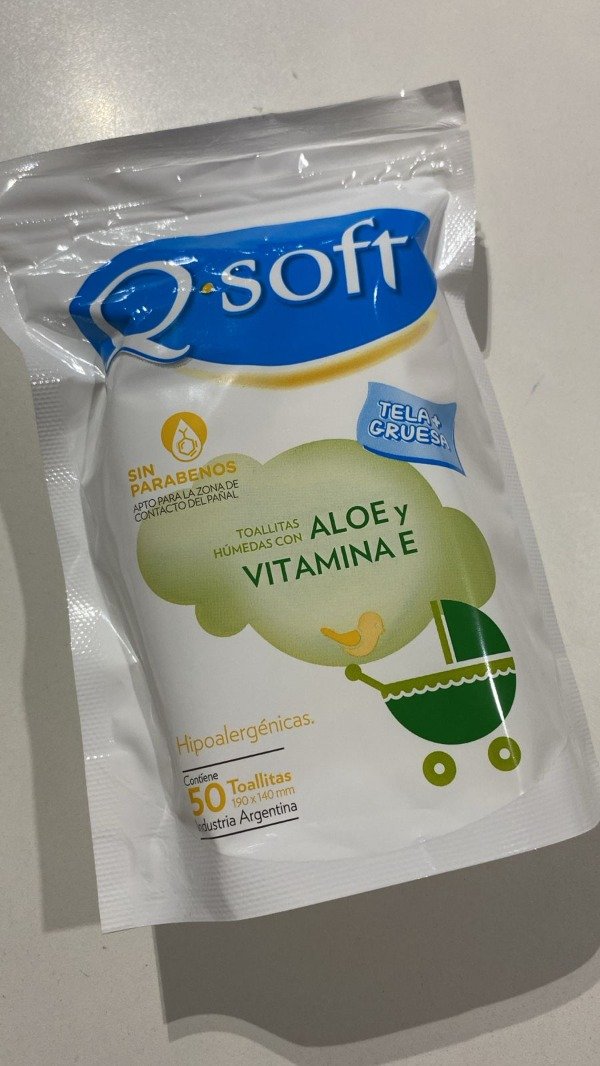 Q·soft
TELA+
GRUESA
SIN
PARABENOS
APTO PARA LA ZONA DE
CONTACTO DEL PAÑAL
TOALLITAS
HÚMEDAS CON
ALOE y
VITAMINA E
Hipoalergénicas.
Contiene
50 Toallitas
190 x 140 mm
Industria Argentina